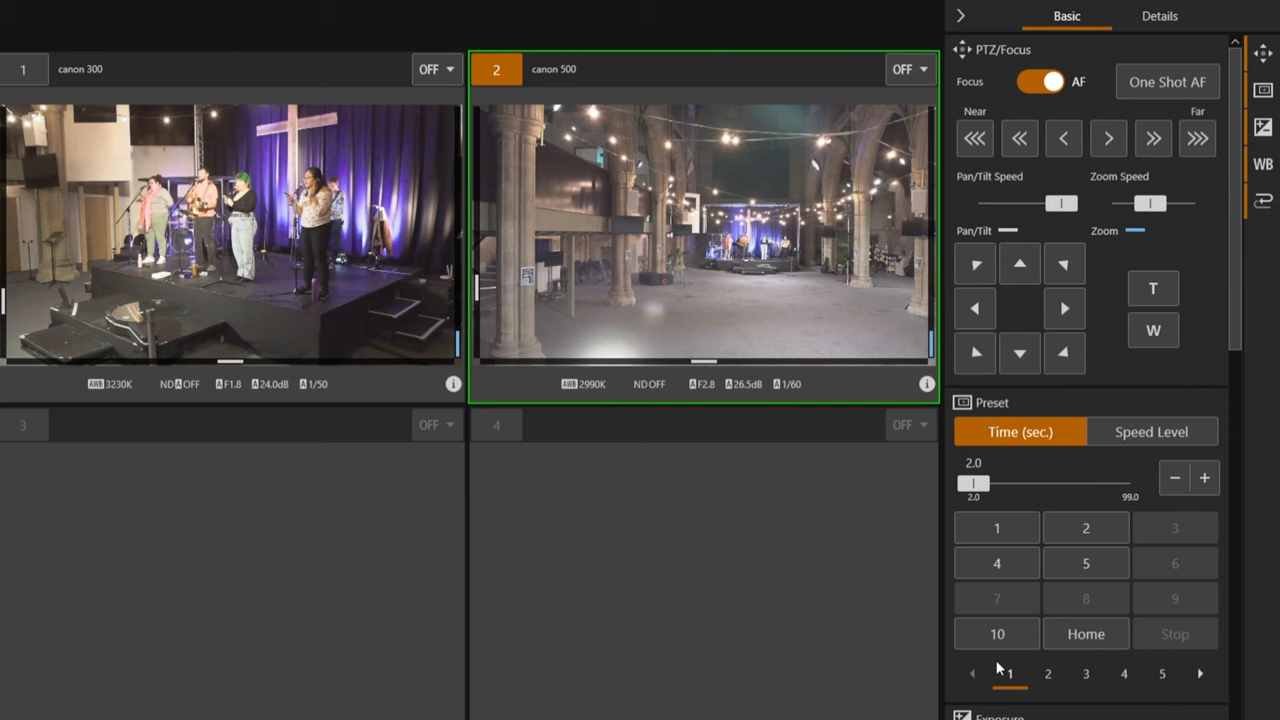 Basic Details
1 canon 300 OFF
2 canon 500 OFF
PTZ/Focus
Focus AF One Shot AF
Near Far
Pan/Tilt Speed Zoom Speed
Pan/Tilt Zoom
T
W
WB
AWB 3230K ND A OFF A F1.8 A 24.0dB A 1/50
AWB 2990K ND OFF A F2.8 A 26.5dB A 1/60
3 OFF
4 OFF
Preset
Time (sec.) Speed Level
2.0
2.0 99.0
1 2 3
4 5 6
7 8 9
10 Home Stop
1 2 3 4 5
Exposure